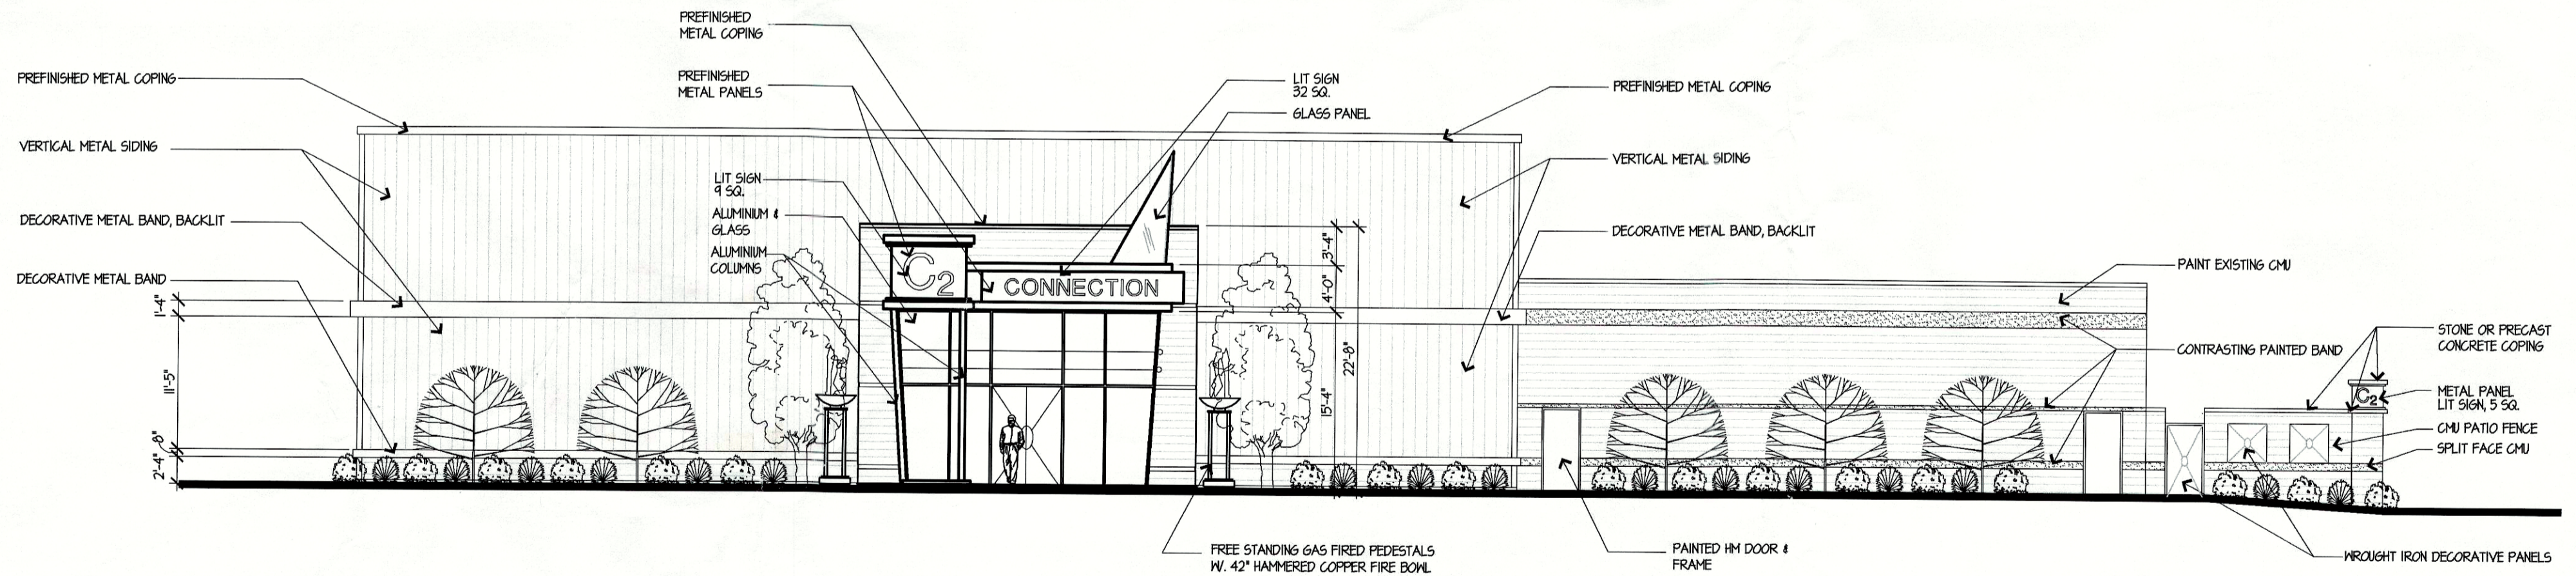 PREFINISHED
METAL COPING
PREFINISHED METAL COPING
PREFINISHED
METAL PANELS
LIT SIGN
32 SQ.
GLASS PANEL
PREFINISHED METAL COPING
VERTICAL METAL SIDING
VERTICAL METAL SIDING
LIT SIGN
9 SQ.
DECORATIVE METAL BAND, BACKLIT
ALUMINIUM &
GLASS
DECORATIVE METAL BAND, BACKLIT
ALUMINIUM
COLUMNS
DECORATIVE METAL BAND
C2
CONNECTION
3'-4"
4'-0"
15'-4"
22'-8"
1'-4"
11'-5"
8"
2'-4"
PAINT EXISTING CMU
CONTRASTING PAINTED BAND
STONE OR PRECAST
CONCRETE COPING
C2
METAL PANEL
LIT SIGN, 5 SQ.
CMU PATIO FENCE
SPLIT FACE CMU
FREE STANDING GAS FIRED PEDESTALS
W. 42" HAMMERED COPPER FIRE BOWL
PAINTED HM DOOR &
FRAME
WROUGHT IRON DECORATIVE PANELS